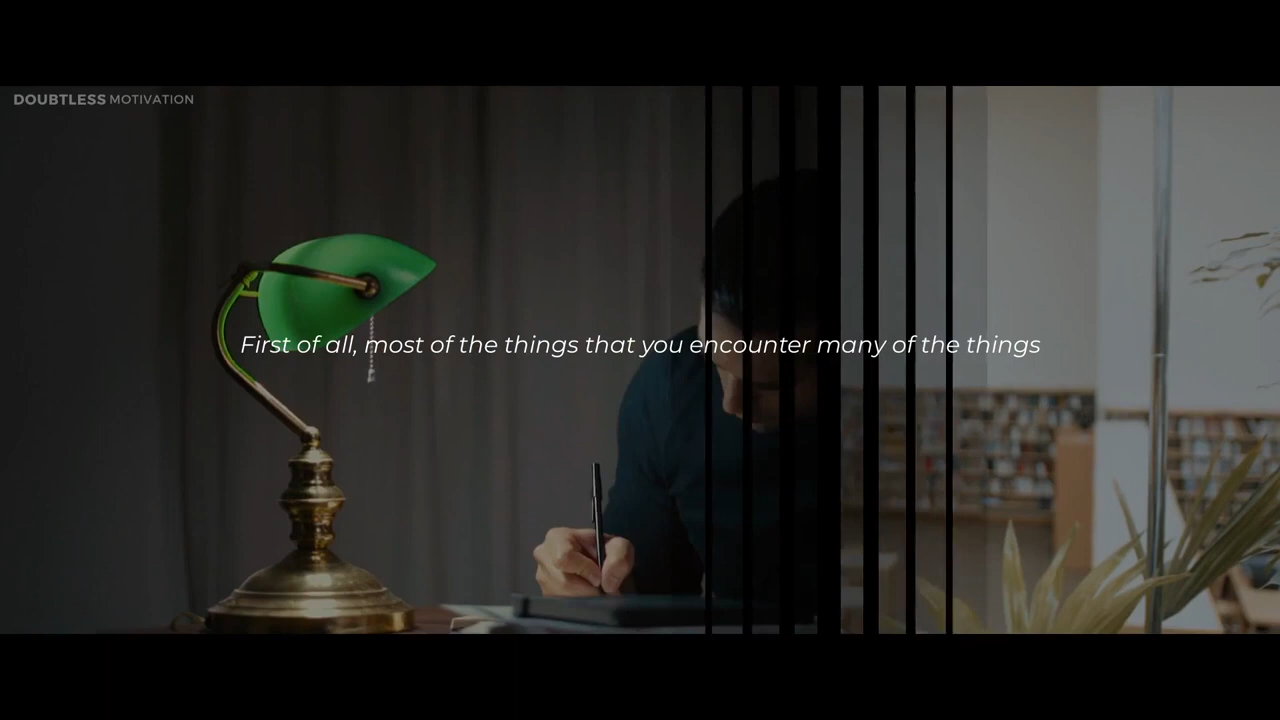 DOUBTLESS MOTIVATION
First of all, most of the things that you encounter many of the things